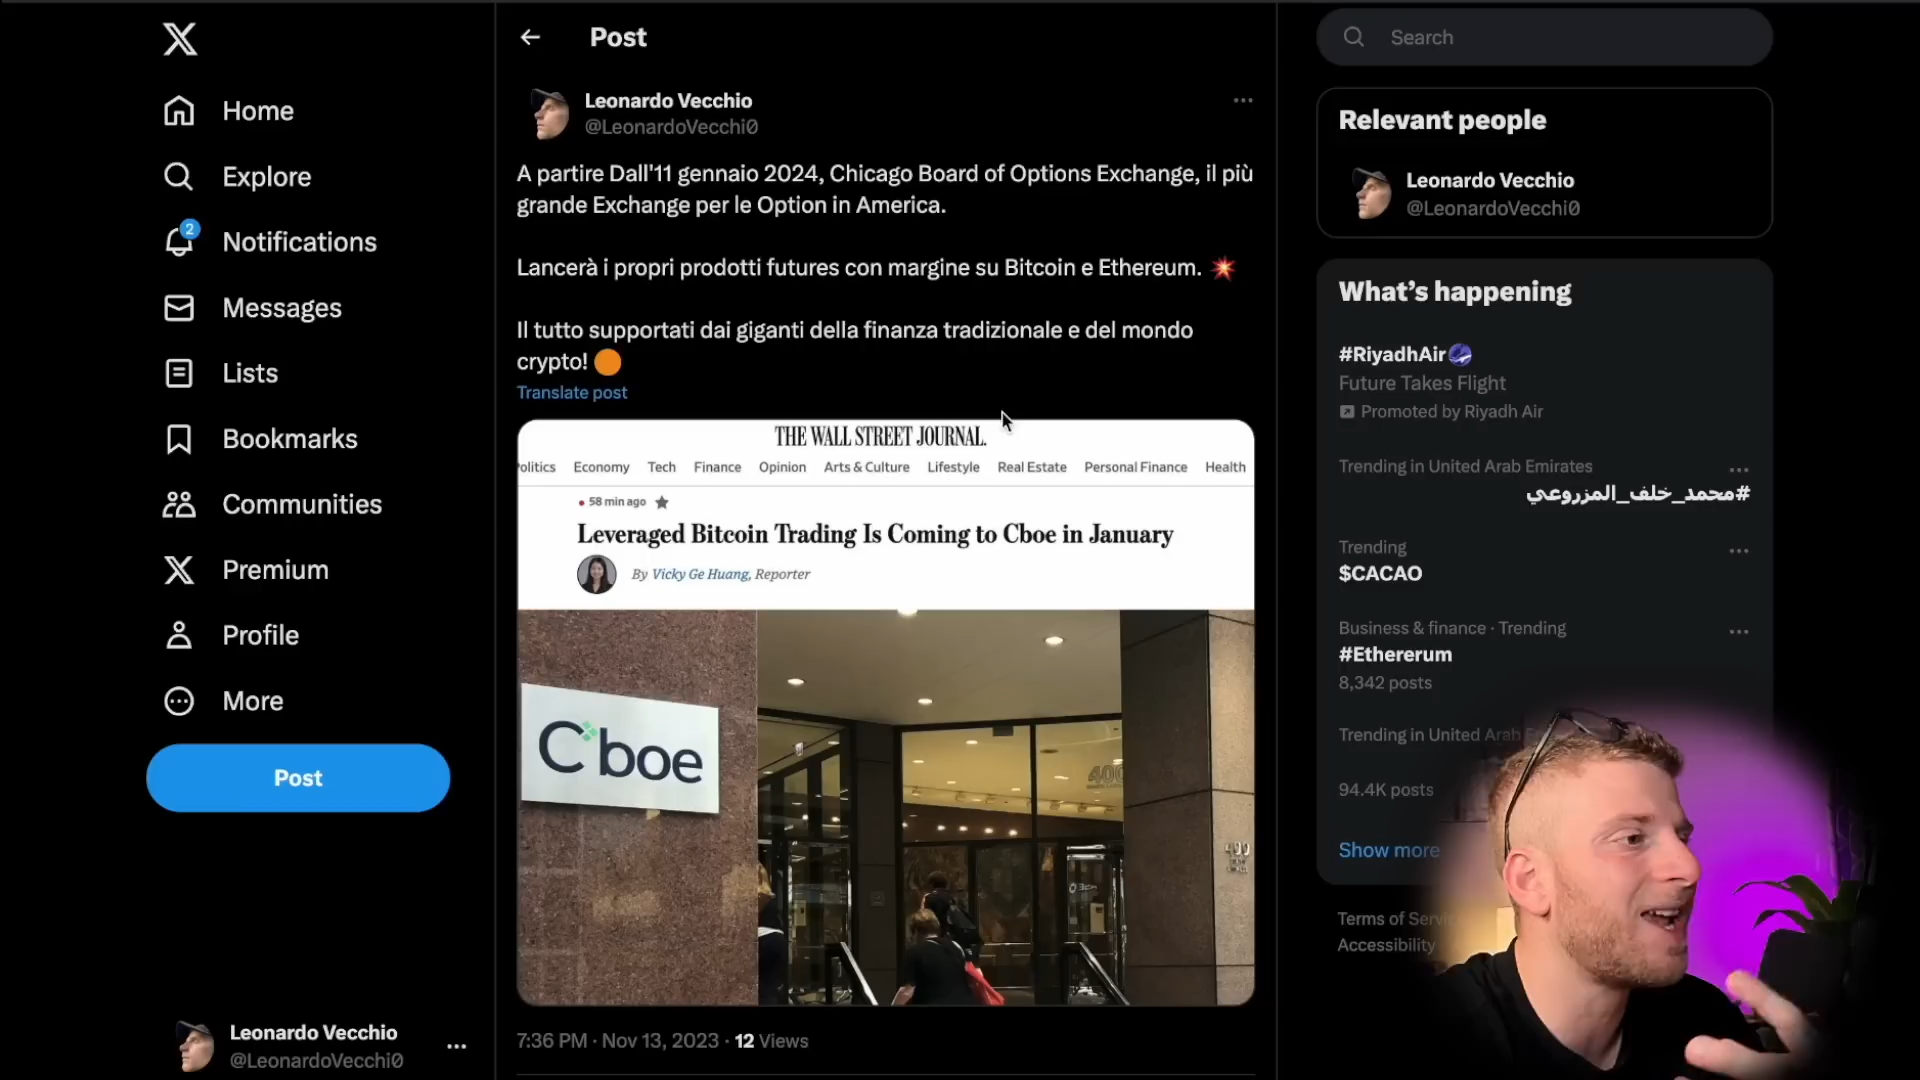 Home
Explore
2
Notifications
Messages
Lists
Bookmarks
Communities
Premium
Profile
More
Post
Leonardo Vecchio
@LeonardoVecchi0
Post
Leonardo Vecchio
@LeonardoVecchi0
A partire Dall'11 gennaio 2024, Chicago Board of Options Exchange, il più
grande Exchange per le Option in America.
Lancerà i propri prodotti futures con margine su Bitcoin e Ethereum.
Il tutto supportati dai giganti della finanza tradizionale e del mondo
crypto!
Translate post
THE WALL STREET JOURNAL.
olitics Economy Tech Finance Opinion Arts & Culture Lifestyle Real Estate Personal Finance Health
58 min ago
Leveraged Bitcoin Trading Is Coming to Cboe in January
By Vicky Ge Huang, Reporter
Cboe
400
400
7:36 PM · Nov 13, 2023 · 12 Views
Search
Relevant people
Leonardo Vecchio
@LeonardoVecchi0
What's happening
#RiyadhAir
Future Takes Flight
Promoted by Riyadh Air
Trending in United Arab Emirates
#محمد_خلف_المزروعي
Trending
$CACAO
Business & finance · Trending
#Ethererum
8,342 posts
Trending in United Arab
94.4K posts
Show more
Terms of Servi
Accessibility